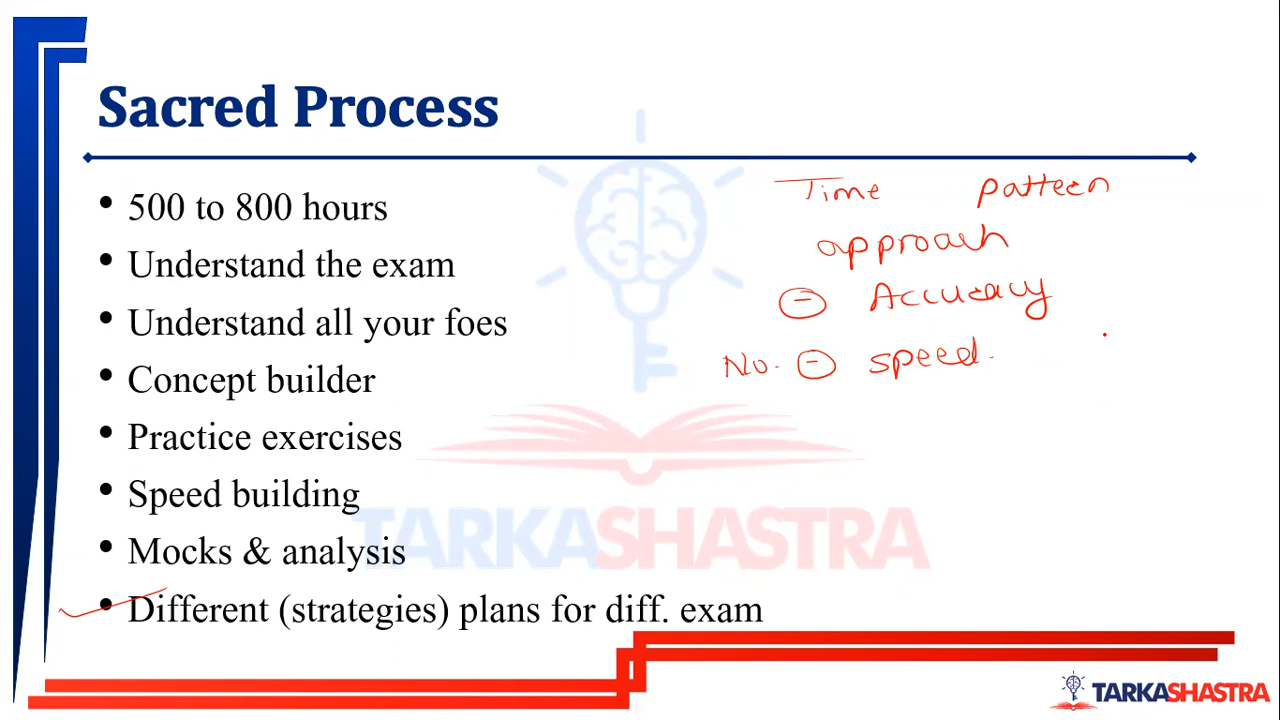 Sacred Process
• 500 to 800 hours
• Understand the exam
• Understand all your foes
• Concept builder
• Practice exercises
• Speed building
• Mocks & analysis
• Different (strategies) plans for diff. exam
Time pattern
approach
⊖ Accuracy
No. ⊖ speed.
TARKASHASTRA
TARKASHASTRA